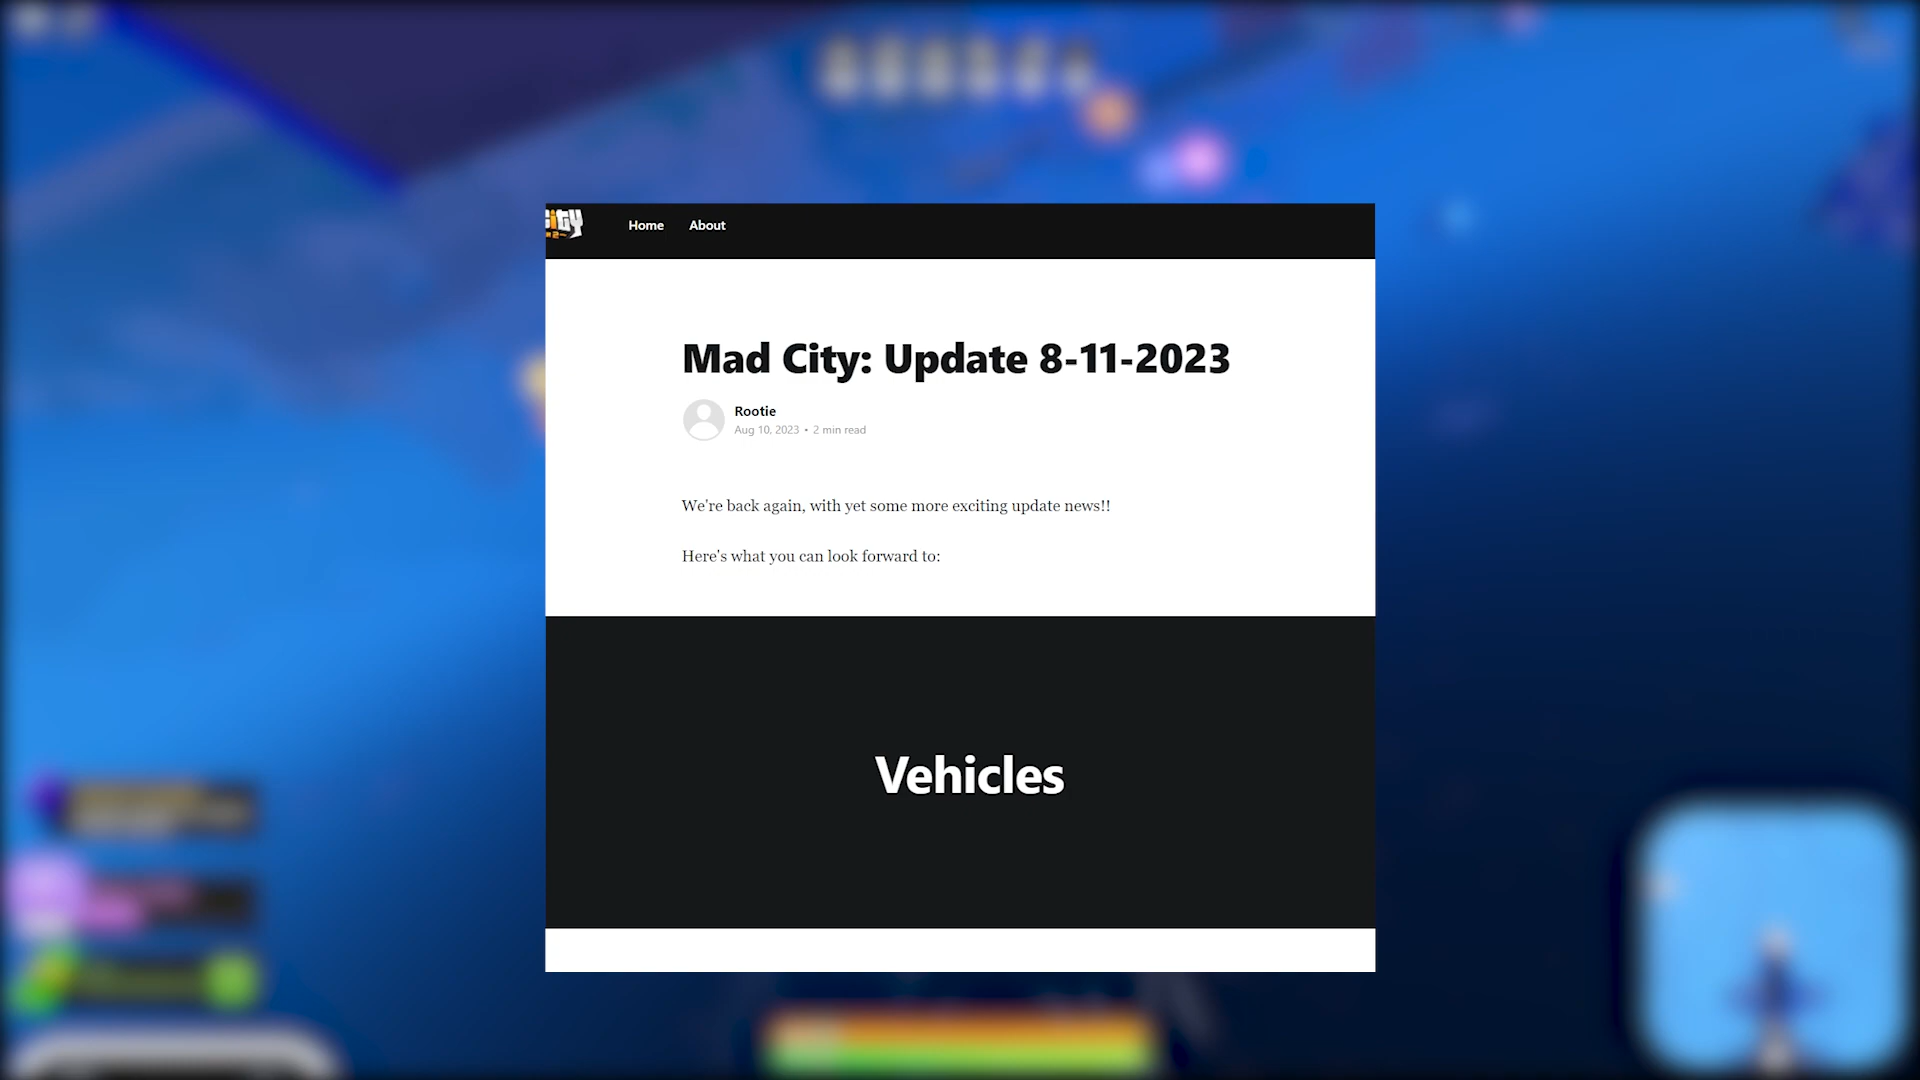 City
Home About
Mad City: Update 8-11-2023
Rootie
Aug 10, 2023 • 2 min read
We're back again, with yet some more exciting update news!!
Here's what you can look forward to:
Vehicles